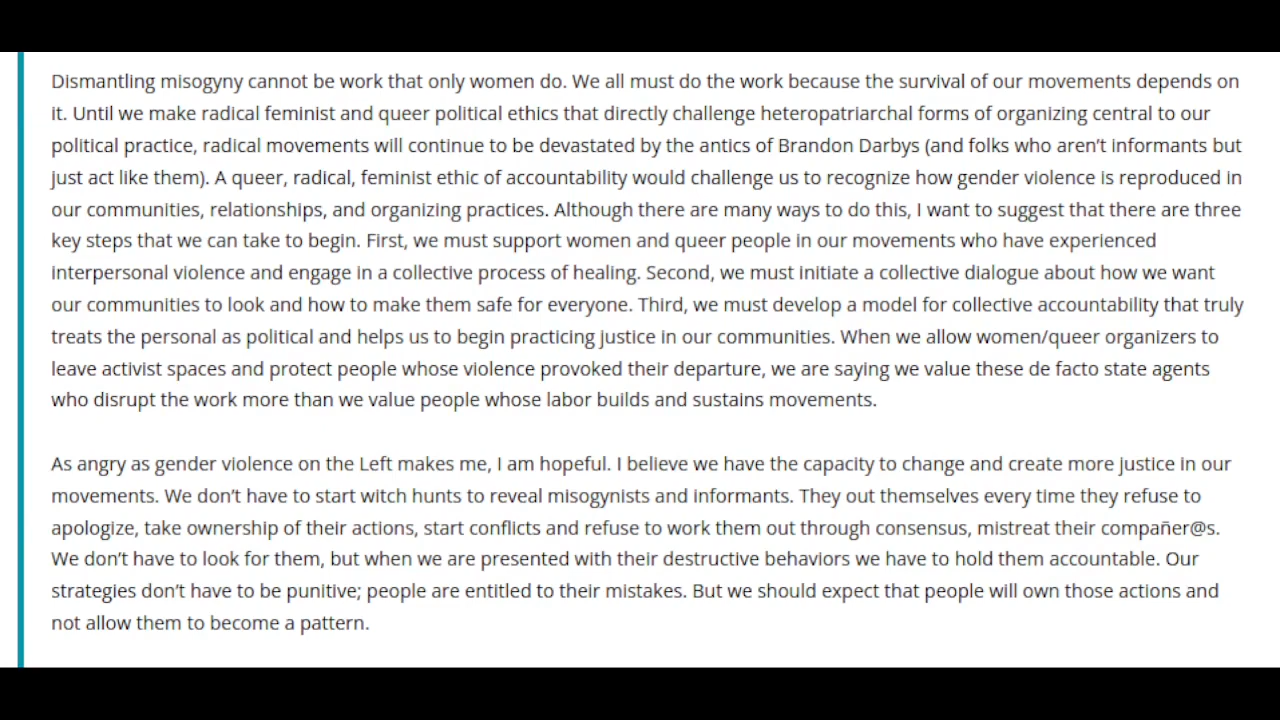 Dismantling misogyny cannot be work that only women do. We all must do the work because the survival of our movements depends on
it. Until we make radical feminist and queer political ethics that directly challenge heteropatriarchal forms of organizing central to our
political practice, radical movements will continue to be devastated by the antics of Brandon Darbys (and folks who aren't informants but
just act like them). A queer, radical, feminist ethic of accountability would challenge us to recognize how gender violence is reproduced in
our communities, relationships, and organizing practices. Although there are many ways to do this, I want to suggest that there are three
key steps that we can take to begin. First, we must support women and queer people in our movements who have experienced
interpersonal violence and engage in a collective process of healing. Second, we must initiate a collective dialogue about how we want
our communities to look and how to make them safe for everyone. Third, we must develop a model for collective accountability that truly
treats the personal as political and helps us to begin practicing justice in our communities. When we allow women/queer organizers to
leave activist spaces and protect people whose violence provoked their departure, we are saying we value these de facto state agents
who disrupt the work more than we value people whose labor builds and sustains movements.
As angry as gender violence on the Left makes me, I am hopeful. I believe we have the capacity to change and create more justice in our
movements. We don't have to start witch hunts to reveal misogynists and informants. They out themselves every time they refuse to
apologize, take ownership of their actions, start conflicts and refuse to work them out through consensus, mistreat their compañer@s.
We don't have to look for them, but when we are presented with their destructive behaviors we have to hold them accountable. Our
strategies don't have to be punitive; people are entitled to their mistakes. But we should expect that people will own those actions and
not allow them to become a pattern.